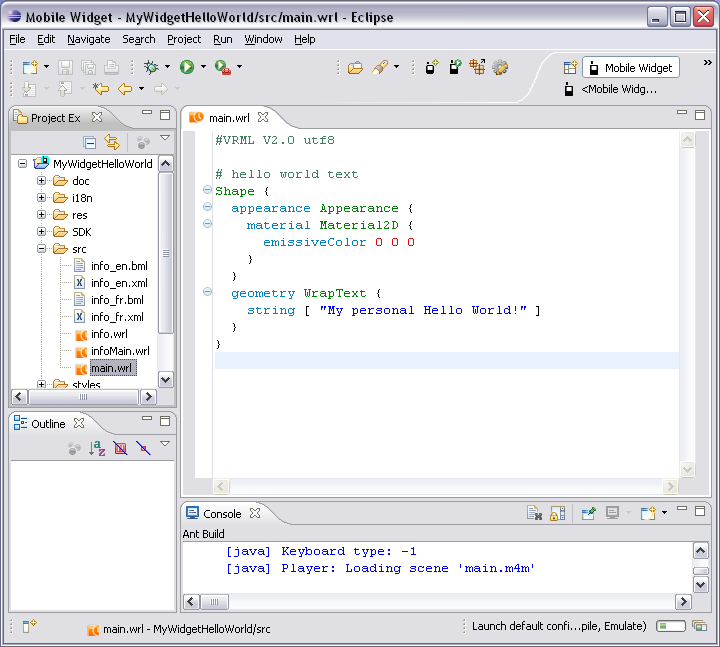 Mobile Widget - MyWidgetHelloWorld/src/main.wrl - Eclipse
File Edit Navigate Search Project Run Window Help
Mobile Widget
»
<Mobile Widg...
Project Ex
MyWidgetHelloWorld
doc
i18n
res
SDK
src
info_en.bml
info_en.xml
info_fr.bml
info_fr.xml
info.wrl
infoMain.wrl
main.wrl
styles
main.wrl
#VRML V2.0 utf8
# hello world text
Shape {
appearance Appearance {
material Material2D {
emissiveColor 0 0 0
}
}
geometry WrapText {
string [ "My personal Hello World!" ]
}
}
Outline
Console
Ant Build
[java] Keyboard type: -1
[java] Player: Loading scene 'main.m4m'
main.wrl - MyWidgetHelloWorld/src
Launch default confi...pile, Emulate)